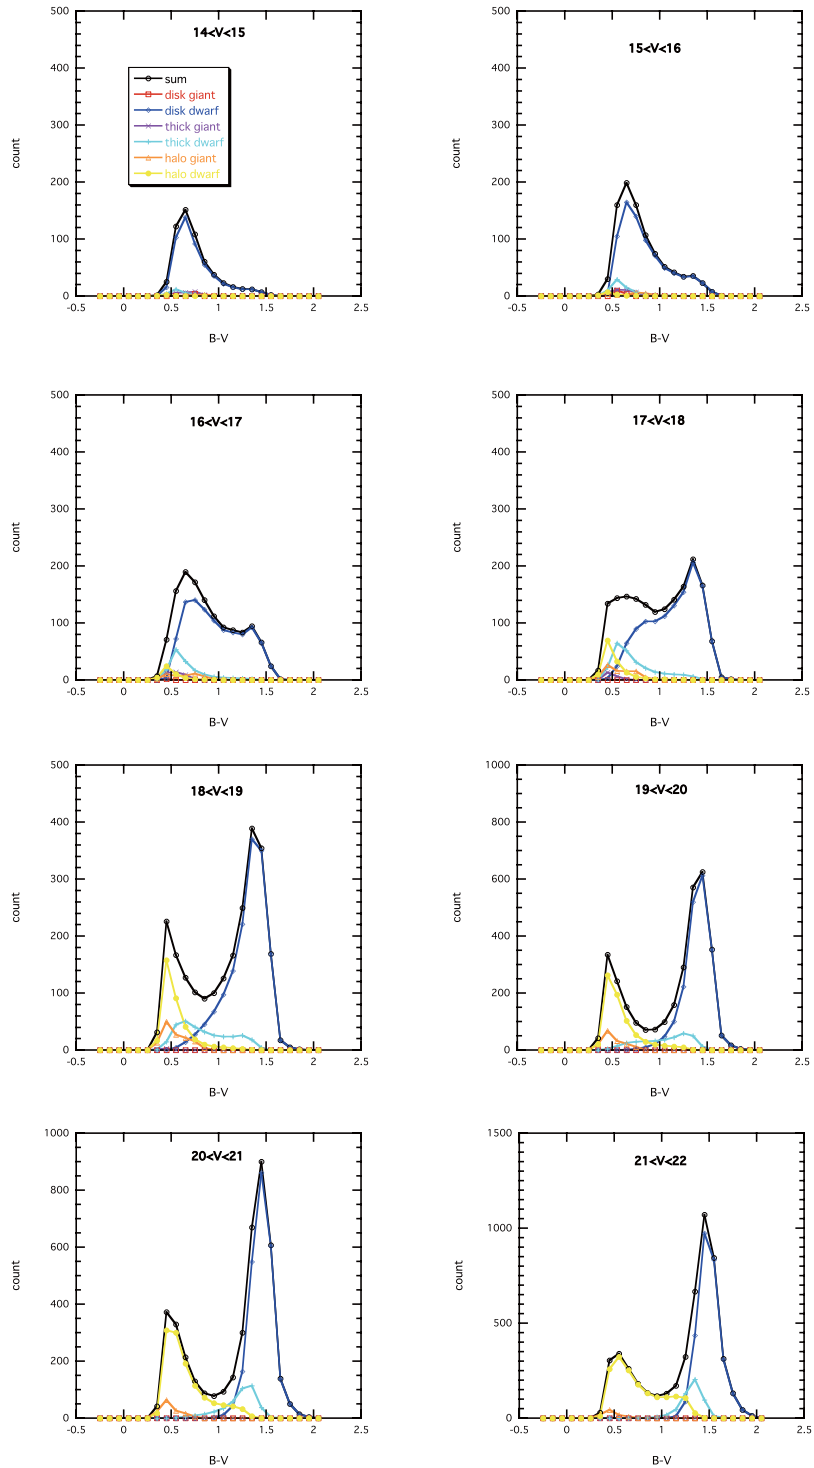 14<V<15
500
400
300
200
100
0
count
-0.5 0 0.5 1 1.5 2 2.5
B-V
sum
disk giant
disk dwarf
thick giant
thick dwarf
halo giant
halo dwarf
15<V<16
500
400
300
200
100
0
count
-0.5 0 0.5 1 1.5 2 2.5
B-V
16<V<17
500
400
300
200
100
0
count
-0.5 0 0.5 1 1.5 2 2.5
B-V
17<V<18
500
400
300
200
100
0
count
-0.5 0 0.5 1 1.5 2 2.5
B-V
18<V<19
500
400
300
200
100
0
count
-0.5 0 0.5 1 1.5 2 2.5
B-V
19<V<20
1000
800
600
400
200
0
count
-0.5 0 0.5 1 1.5 2 2.5
B-V
20<V<21
1000
800
600
400
200
0
count
-0.5 0 0.5 1 1.5 2 2.5
B-V
21<V<22
1500
1000
500
0
count
-0.5 0 0.5 1 1.5 2 2.5
B-V